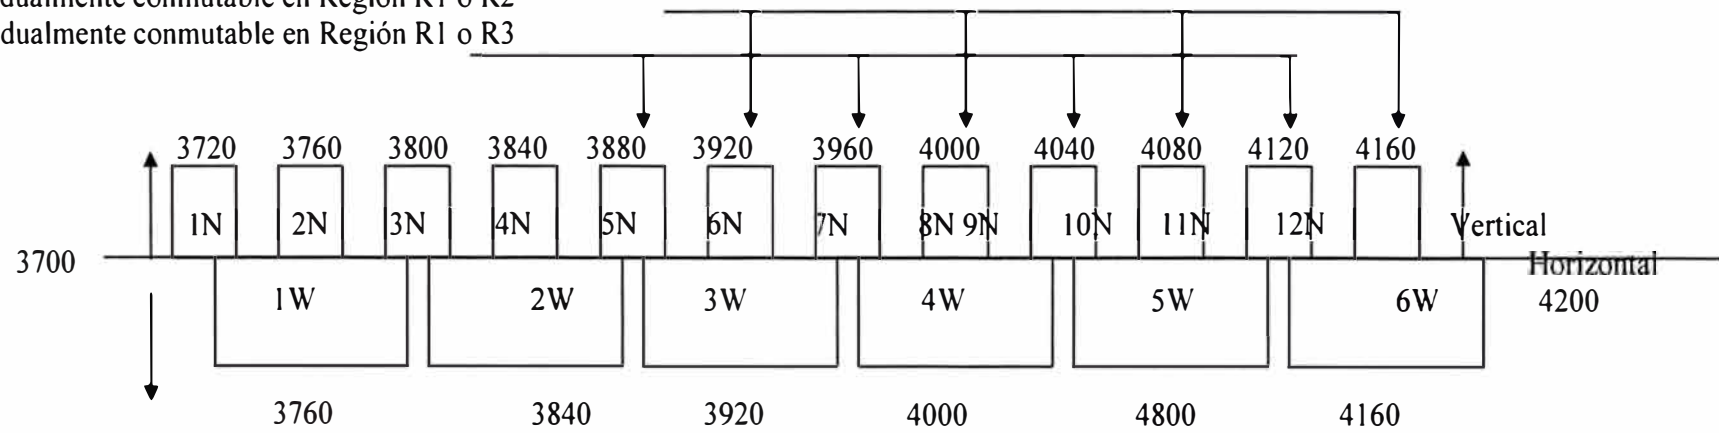 dualmente conmutable en Región R1 o R2
dualmente conmutable en Región R1 o R3
3720 3760 3800 3840 3880 3920 3960 4000 4040 4080 4120 4160
1N 2N 3N 4N 5N 6N 7N 8N 9N 10N 11N 12N Vertical
3700 Horizontal
1W 2W 3W 4W 5W 6W 4200
3760 3840 3920 4000 4800 4160